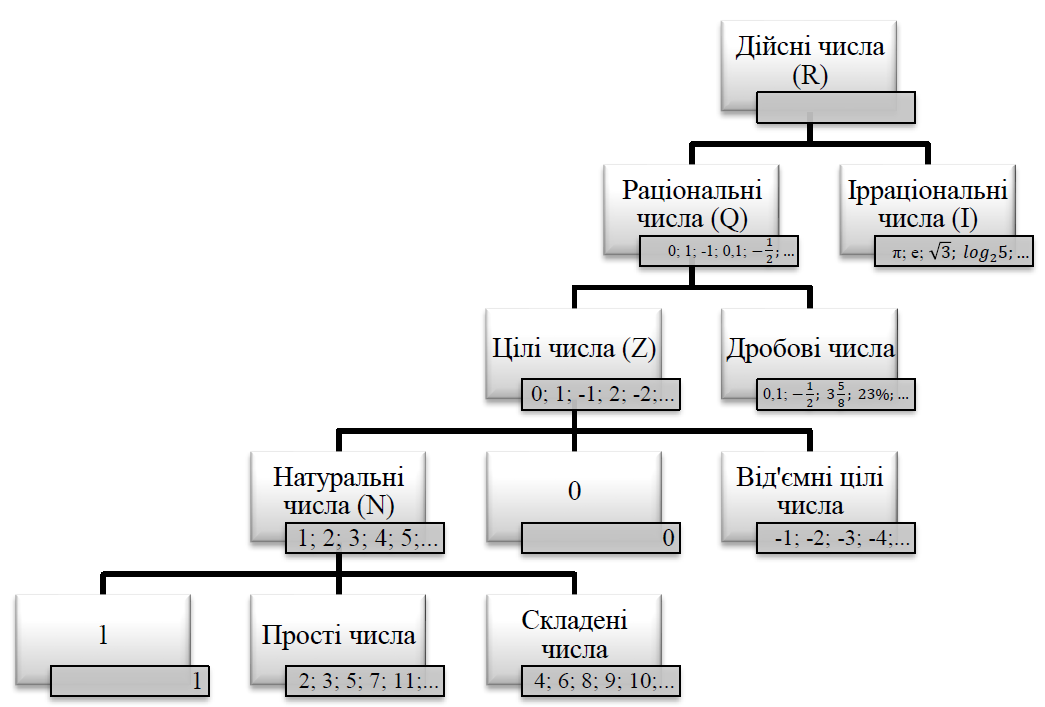 Дійсні числа
(R)
Раціональні
числа (Q)
0; 1; -1; 0,1; −1/2; ...
Ірраціональні
числа (I)
π; e; √3; log₂5; ...
Цілі числа (Z)
0; 1; -1; 2; -2;...
Дробові числа
0,1; −1/2; 3 5/8; 23%; ...
Натуральні
числа (N)
1; 2; 3; 4; 5;...
0
0
Від'ємні цілі
числа
-1; -2; -3; -4;...
1
1
Прості числа
2; 3; 5; 7; 11;...
Складені
числа
4; 6; 8; 9; 10;...